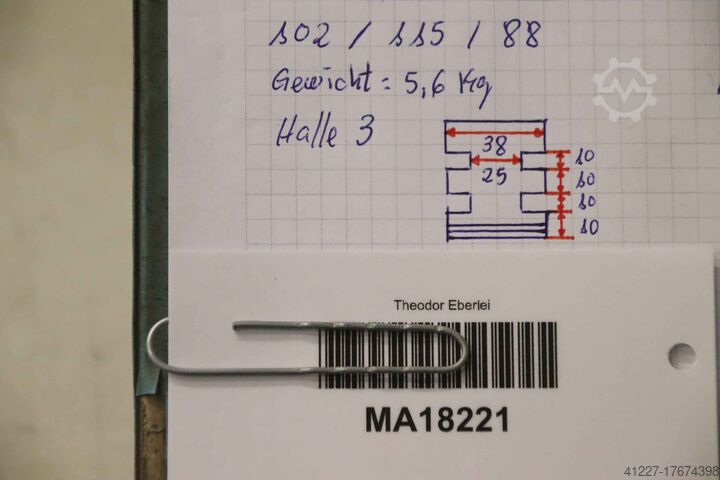 102 / 115 / 88
Gewicht = 5,6 Kg
Halle 3
38
25
10
10
10
10
Theodor Eberlei
MA18221
41227-17674398